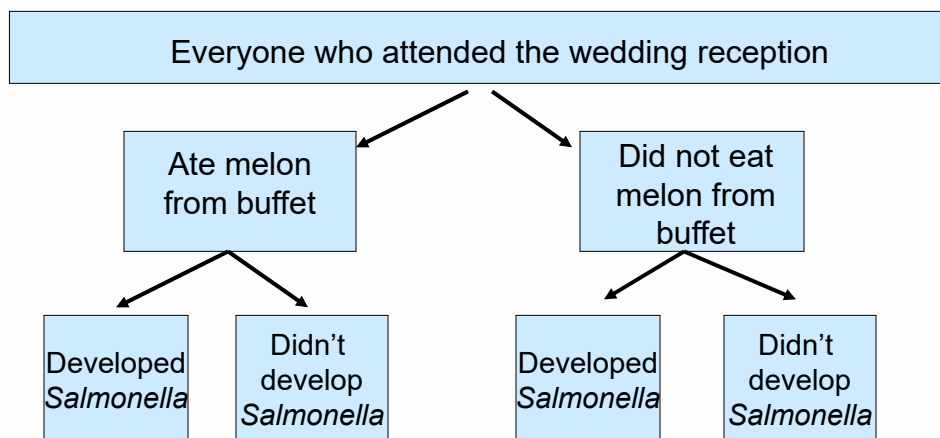 Everyone who attended the wedding reception
Ate melon
from buffet
Did not eat
melon from
buffet
Developed
Salmonella
Didn’t
develop
Salmonella
Developed
Salmonella
Didn’t
develop
Salmonella